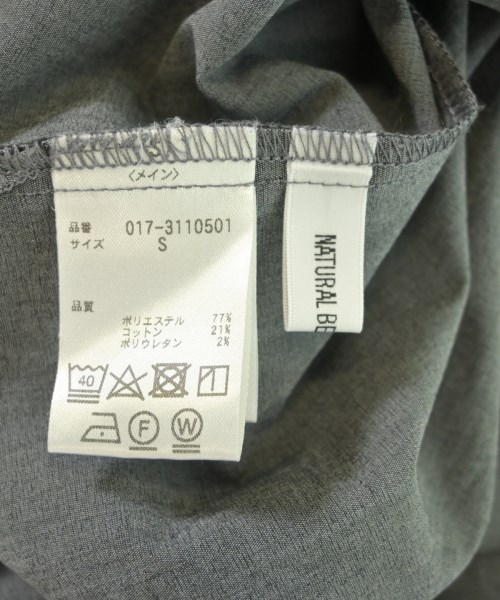 〈メイン〉
品番 017-3110501
サイズ S
品質
ポリエステル 77%
コットン 21%
ポリウレタン 2%
40
F W
NATURAL BE